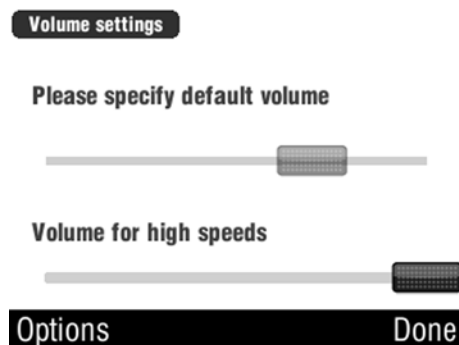 Volume settings
Please specify default volume
Volume for high speeds
Options Done